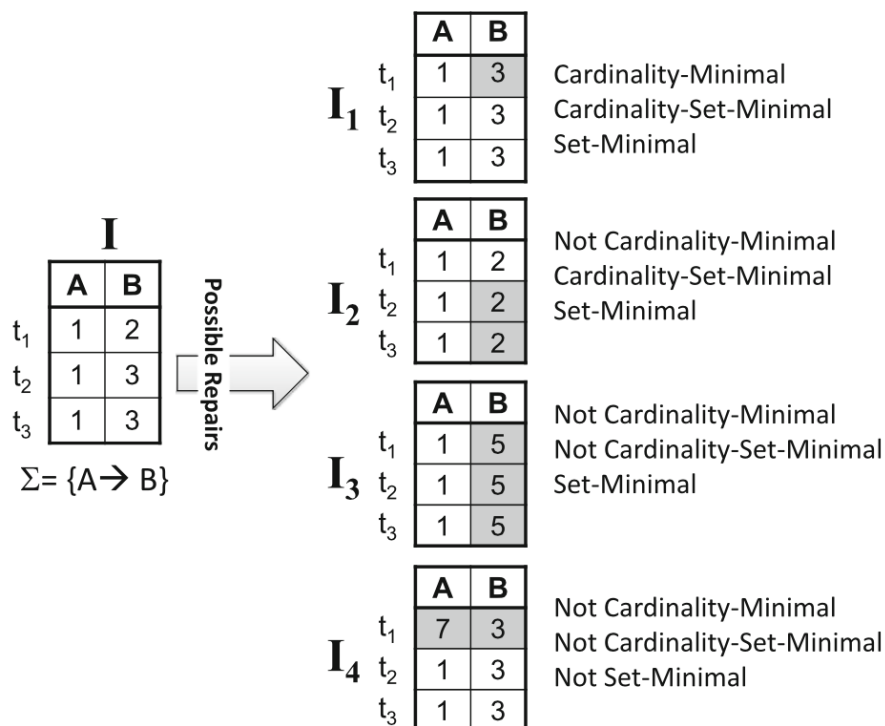 I
A B
t1 1 2
t2 1 3
t3 1 3
Σ= {A→ B}
Possible Repairs
I1
A B
t1 1 3
t2 1 3
t3 1 3
Cardinality-Minimal
Cardinality-Set-Minimal
Set-Minimal
I2
A B
t1 1 2
t2 1 2
t3 1 2
Not Cardinality-Minimal
Cardinality-Set-Minimal
Set-Minimal
I3
A B
t1 1 5
t2 1 5
t3 1 5
Not Cardinality-Minimal
Not Cardinality-Set-Minimal
Set-Minimal
I4
A B
t1 7 3
t2 1 3
t3 1 3
Not Cardinality-Minimal
Not Cardinality-Set-Minimal
Not Set-Minimal